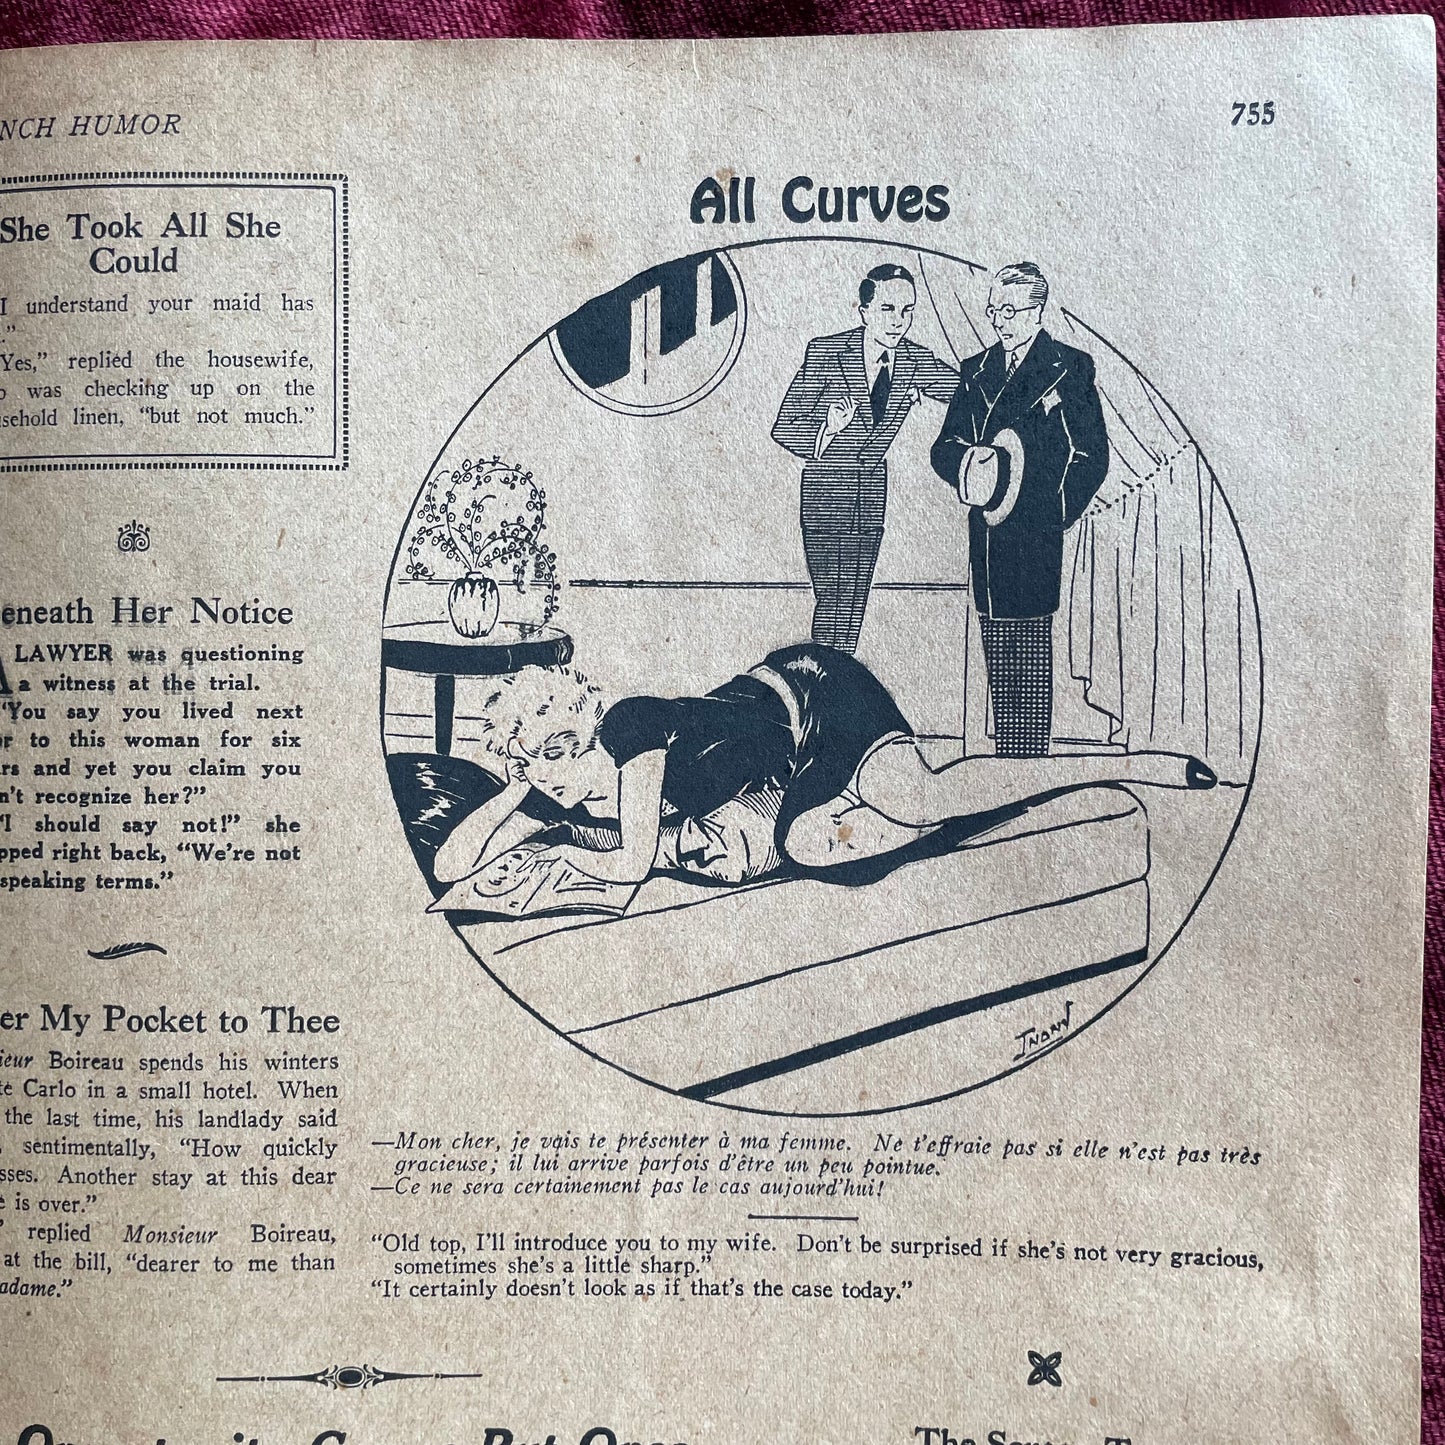 NCH HUMOR
755
She Took All She
Could
I understand your maid has
."
Yes," replied the housewife,
was checking up on the
sehold linen, "but not much."
eneath Her Notice
A LAWYER was questioning
a witness at the trial.
"You say you lived next
r to this woman for six
rs and yet you claim you
n't recognize her?"
"I should say not!" she
pped right back, "We're not
speaking terms."
er My Pocket to Thee
ieur Boireau spends his winters
te Carlo in a small hotel. When
the last time, his landlady said
sentimentally, "How quickly
sses. Another stay at this dear
e is over."
" replied Monsieur Boireau,
at the bill, "dearer to me than
adame."
All Curves
—Mon cher, je vais te présenter à ma femme. Ne t'effraie pas si elle n'est pas très
gracieuse; il lui arrive parfois d'être un peu pointue.
—Ce ne sera certainement pas le cas aujourd'hui!
"Old top, I'll introduce you to my wife. Don't be surprised if she's not very gracious,
sometimes she's a little sharp."
"It certainly doesn't look as if that's the case today."
But Once
The